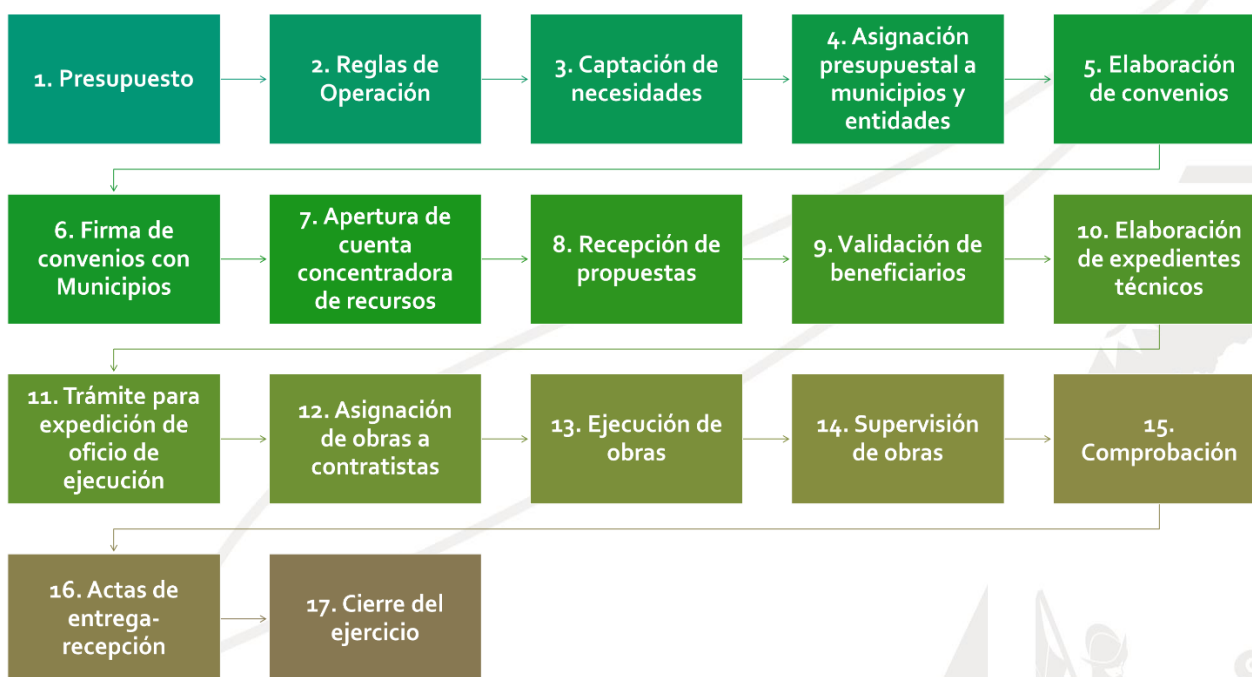 1. Presupuesto
2. Reglas de
Operación
3. Captación de
necesidades
4. Asignación
presupuestal a
municipios y
entidades
5. Elaboración
de convenios
6. Firma de
convenios con
Municipios
7. Apertura de
cuenta
concentradora
de recursos
8. Recepción de
propuestas
9. Validación de
beneficiarios
10. Elaboración
de expedientes
técnicos
11. Trámite para
expedición de
oficio de
ejecución
12. Asignación
de obras a
contratistas
13. Ejecución de
obras
14. Supervisión
de obras
15.
Comprobación
16. Actas de
entrega-
recepción
17. Cierre del
ejercicio